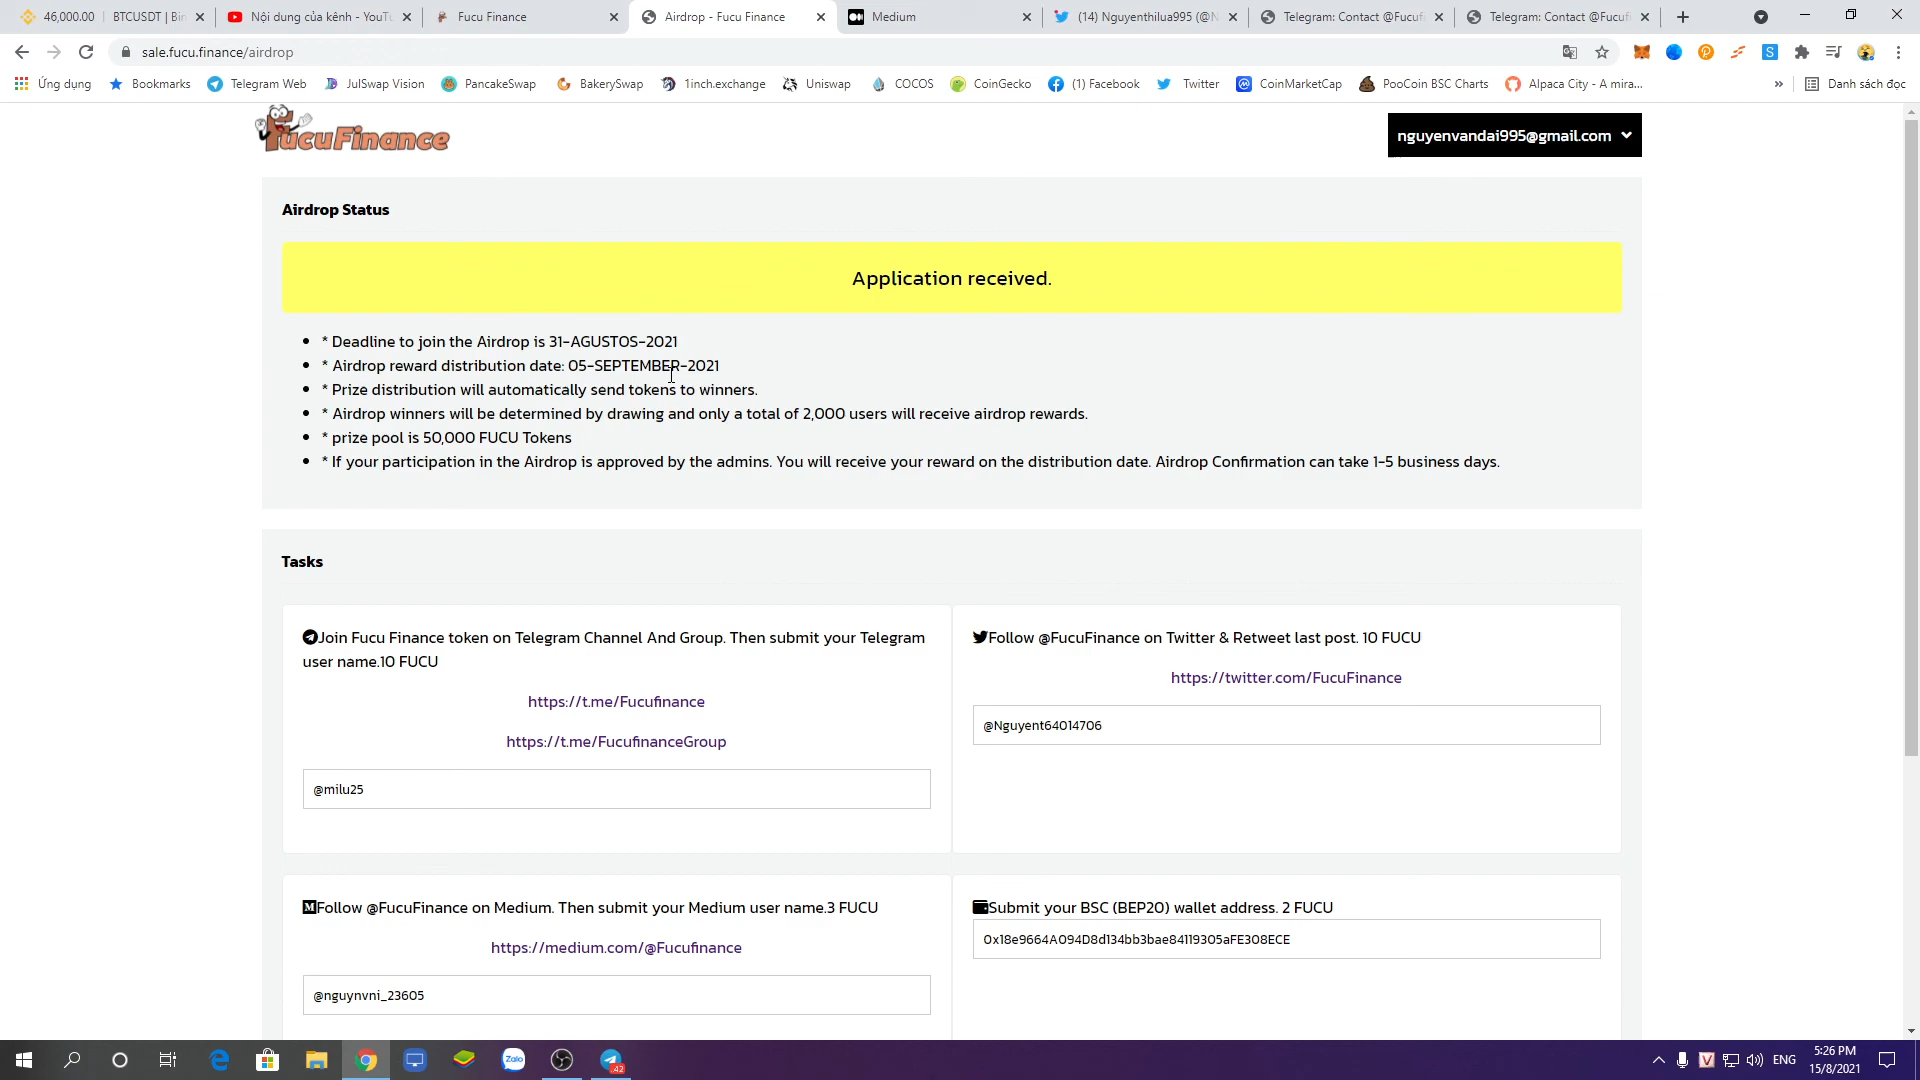 46,000.00 | BTCUSDT | Bin
Nội dung của kênh - YouTu
Fucu Finance
Airdrop - Fucu Finance
Medium
(14) Nguyenthilua995 (@N
Telegram: Contact @Fucufi
Telegram: Contact @Fucufi
sale.fucu.finance/airdrop
Ứng dụng
Bookmarks
Telegram Web
JulSwap Vision
PancakeSwap
BakerySwap
1inch.exchange
Uniswap
COCOS
CoinGecko
(1) Facebook
Twitter
CoinMarketCap
PooCoin BSC Charts
Alpaca City - A mira...
»
Danh sách đọc
FucuFinance
nguyenvandai995@gmail.com
Airdrop Status
Application received.
* Deadline to join the Airdrop is 31-AGUSTOS-2021
* Airdrop reward distribution date: 05-SEPTEMBER-2021
* Prize distribution will automatically send tokens to winners.
* Airdrop winners will be determined by drawing and only a total of 2,000 users will receive airdrop rewards.
* prize pool is 50,000 FUCU Tokens
* If your participation in the Airdrop is approved by the admins. You will receive your reward on the distribution date. Airdrop Confirmation can take 1-5 business days.
Tasks
Join Fucu Finance token on Telegram Channel And Group. Then submit your Telegram
user name.10 FUCU
https://t.me/Fucufinance
https://t.me/FucufinanceGroup
@milu25
Follow @FucuFinance on Twitter & Retweet last post. 10 FUCU
https://twitter.com/FucuFinance
@Nguyent64014706
Follow @FucuFinance on Medium. Then submit your Medium user name.3 FUCU
https://medium.com/@Fucufinance
@nguynvni_23605
Submit your BSC (BEP20) wallet address. 2 FUCU
0x18e9664A094D8d134bb3bae84119305aFE308ECE
Zalo
42
ENG
5:26 PM
15/8/2021